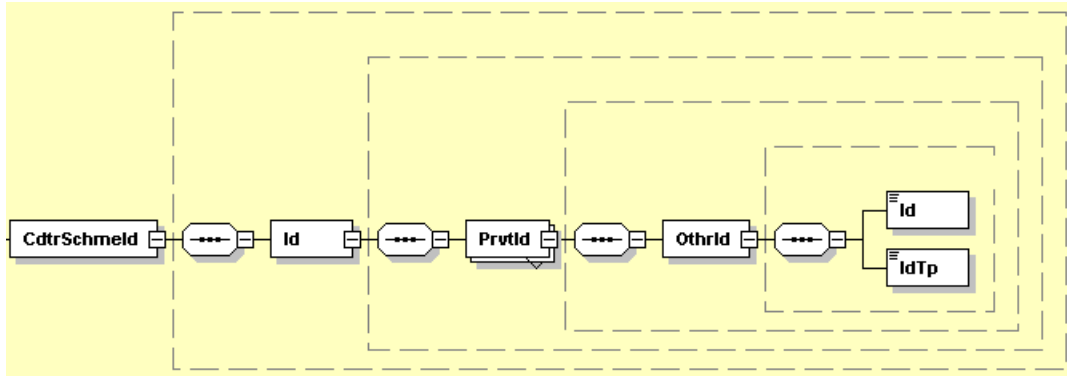 CdtrSchmeId
Id
PrvtId
OthrId
Id
IdTp